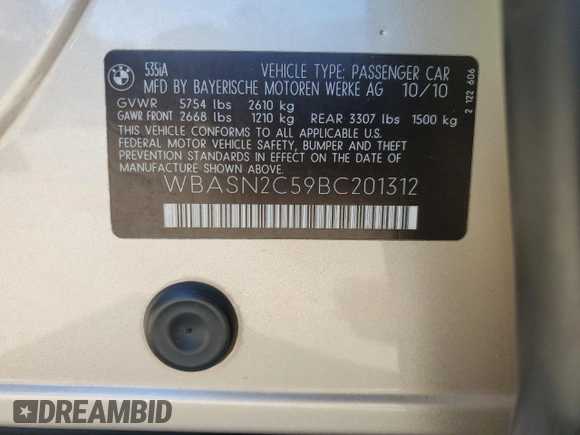 BMW
535iA
VEHICLE TYPE: PASSENGER CAR
MFD BY BAYERISCHE MOTOREN WERKE AG 10/10
GVWR 5754 lbs 2610 kg
GAWR FRONT 2668 lbs 1210 kg REAR 3307 lbs 1500 kg
THIS VEHICLE CONFORMS TO ALL APPLICABLE U.S.
FEDERAL MOTOR VEHICLE SAFETY, BUMPER AND THEFT
PREVENTION STANDARDS IN EFFECT ON THE DATE OF
MANUFACTURE SHOWN ABOVE.
WBASN2C59BC201312
2 122 606
#DREAMBID